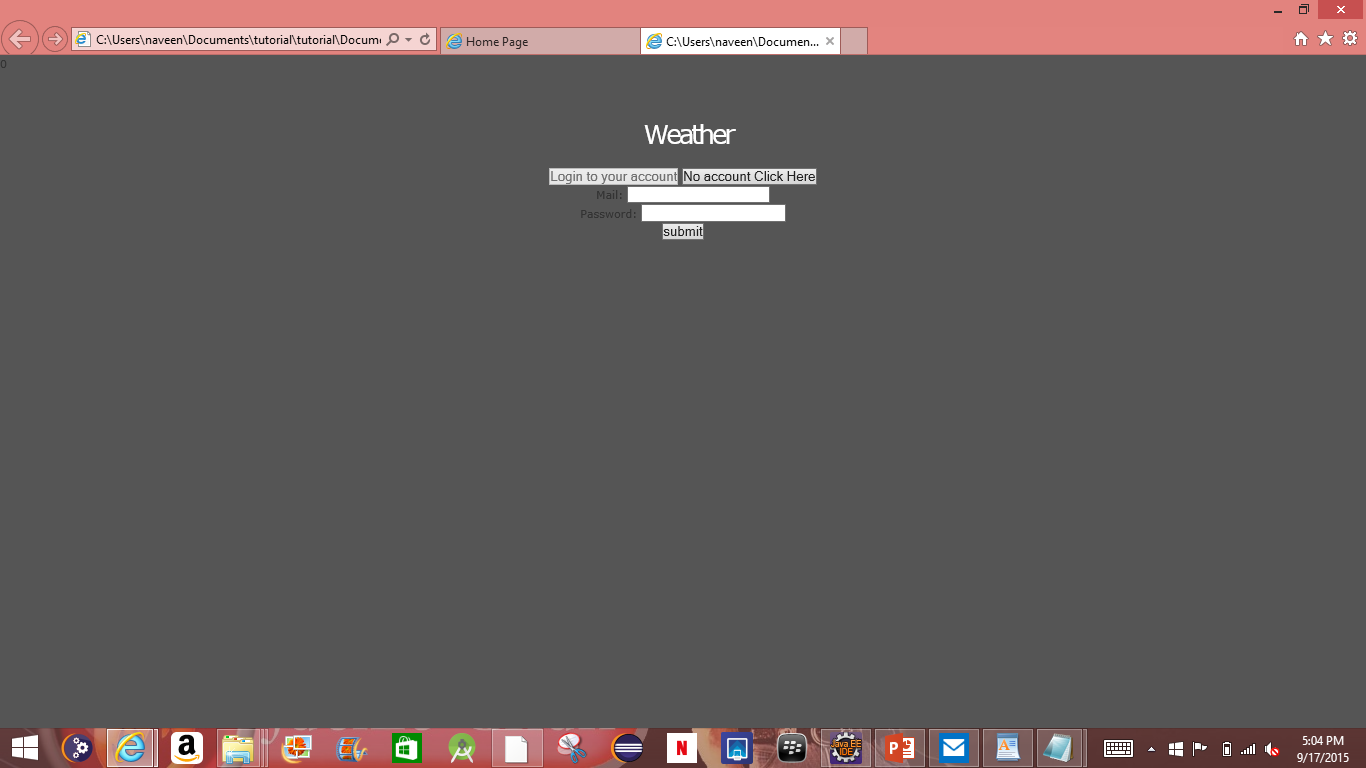 C:\Users\naveen\Documents\tutorial\tutorial\Docume
Home Page
C:\Users\naveen\Documen...
0
Weather
Login to your account No account Click Here
Mail:
Password:
submit
a
N
Java EE
IDE
P
A
5:04 PM
9/17/2015